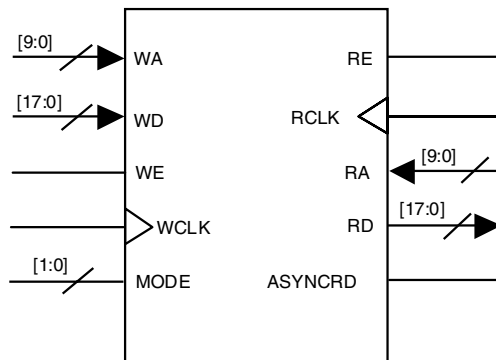 [9:0]
WA
RE
[17:0]
WD
RCLK
WE
[9:0]
RA
WCLK
[17:0]
RD
[1:0]
MODE
ASYNCRD